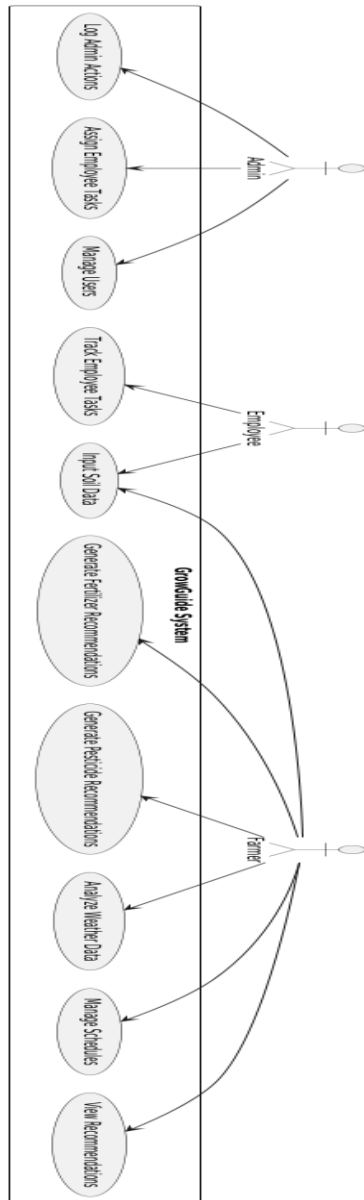 Admin
Employee
Farmer
GrowGuide System
Log Admin Actions
Assign Employee Tasks
Manage Users
Track Employee Tasks
Input Soil Data
Generate Fertilizer Recommendations
Generate Pesticide Recommendations
Analyze Weather Data
Manage Schedules
View Recommendations